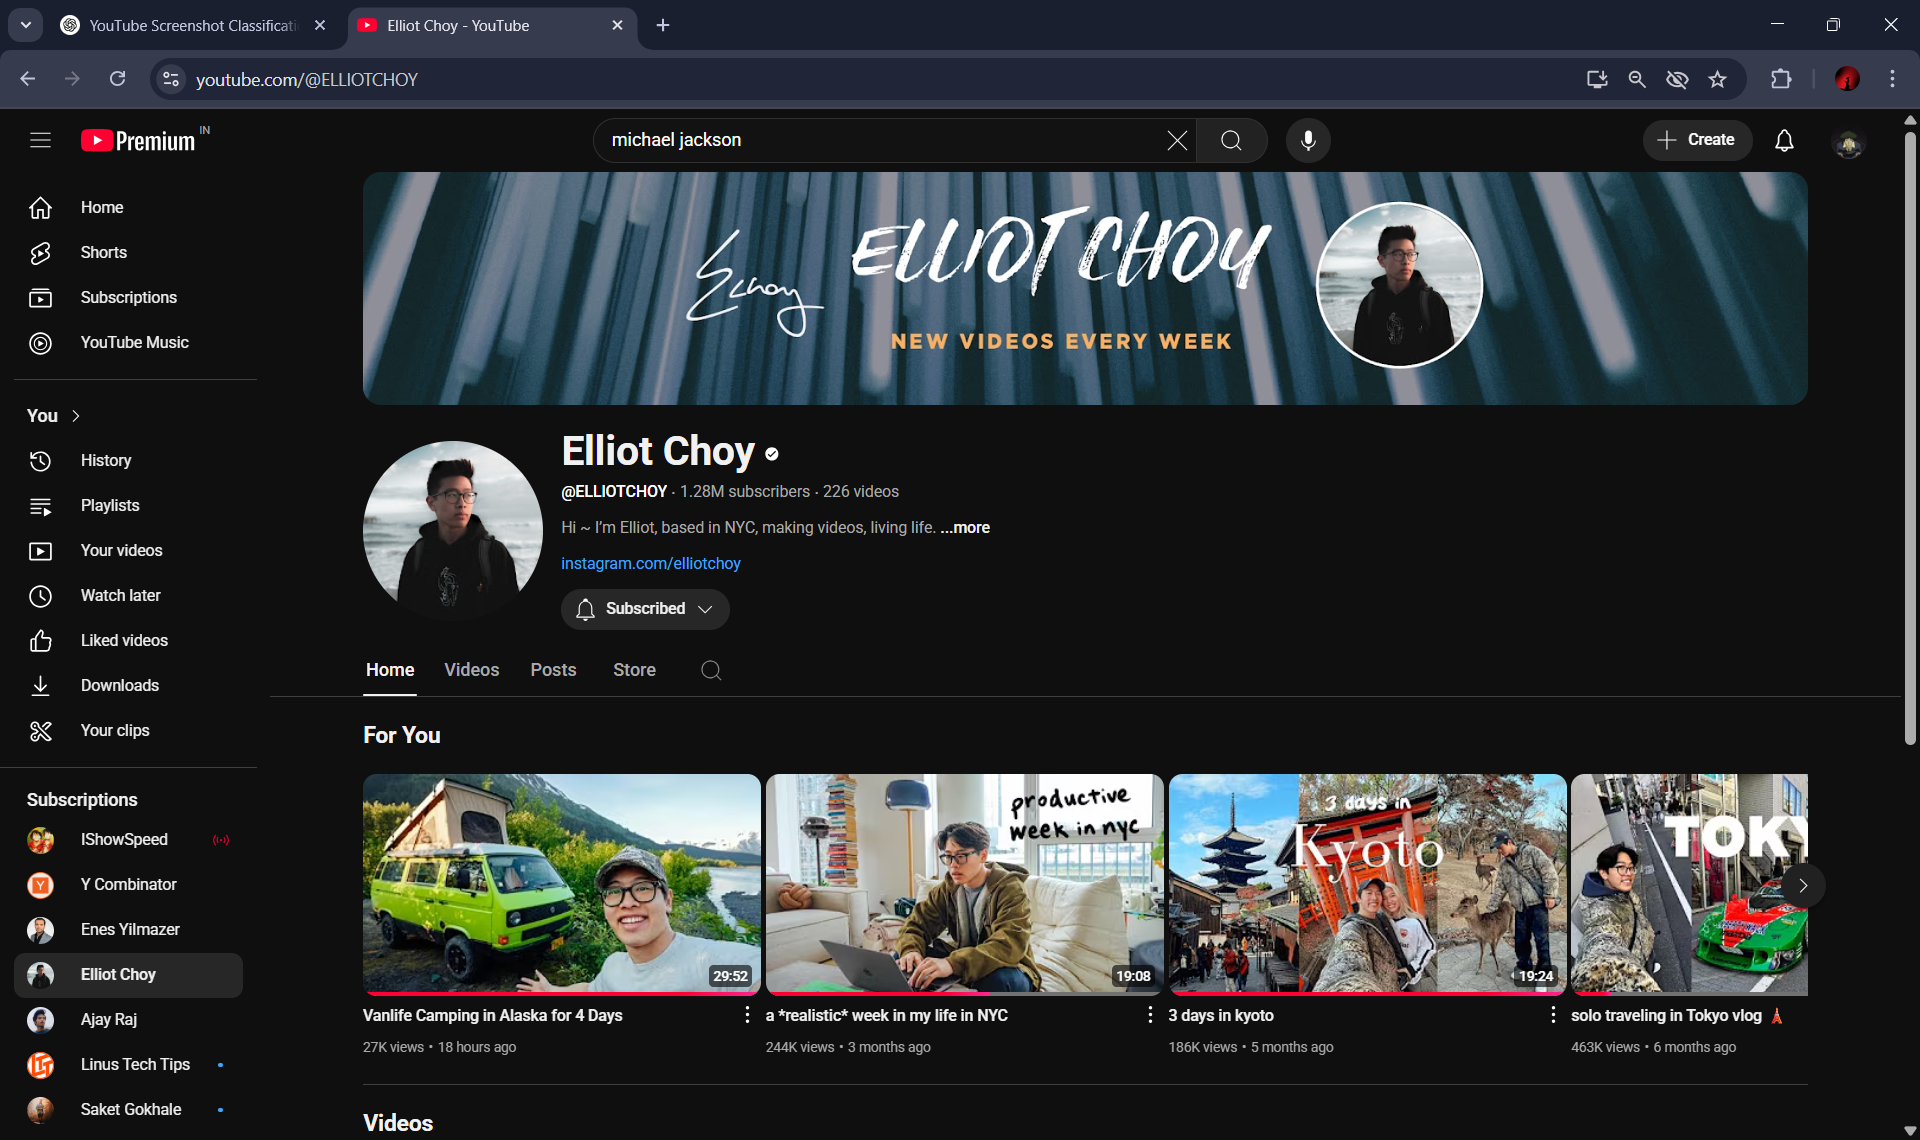 YouTube Screenshot Classificati
Elliot Choy - YouTube
youtube.com/@ELLIOTCHOY
Premium IN
michael jackson
Create
Home
Shorts
Subscriptions
YouTube Music
You
History
Playlists
Your videos
Watch later
Liked videos
Downloads
Your clips
Subscriptions
IShowSpeed
Y Combinator
Enes Yilmazer
Elliot Choy
Ajay Raj
Linus Tech Tips
Saket Gokhale
EChoy
ELLIOT CHOY
NEW VIDEOS EVERY WEEK
Elliot Choy
@ELLIOTCHOY · 1.28M subscribers · 226 videos
Hi ~ I’m Elliot, based in NYC, making videos, living life. ...more
instagram.com/elliotchoy
Subscribed
Home Videos Posts Store
For You
29:52
Vanlife Camping in Alaska for 4 Days
27K views • 18 hours ago
productive
week in nyc
19:08
a *realistic* week in my life in NYC
244K views • 3 months ago
3 days in
Kyoto
19:24
3 days in kyoto
186K views • 5 months ago
TOKY
solo traveling in Tokyo vlog 🗼
463K views • 6 months ago
Videos